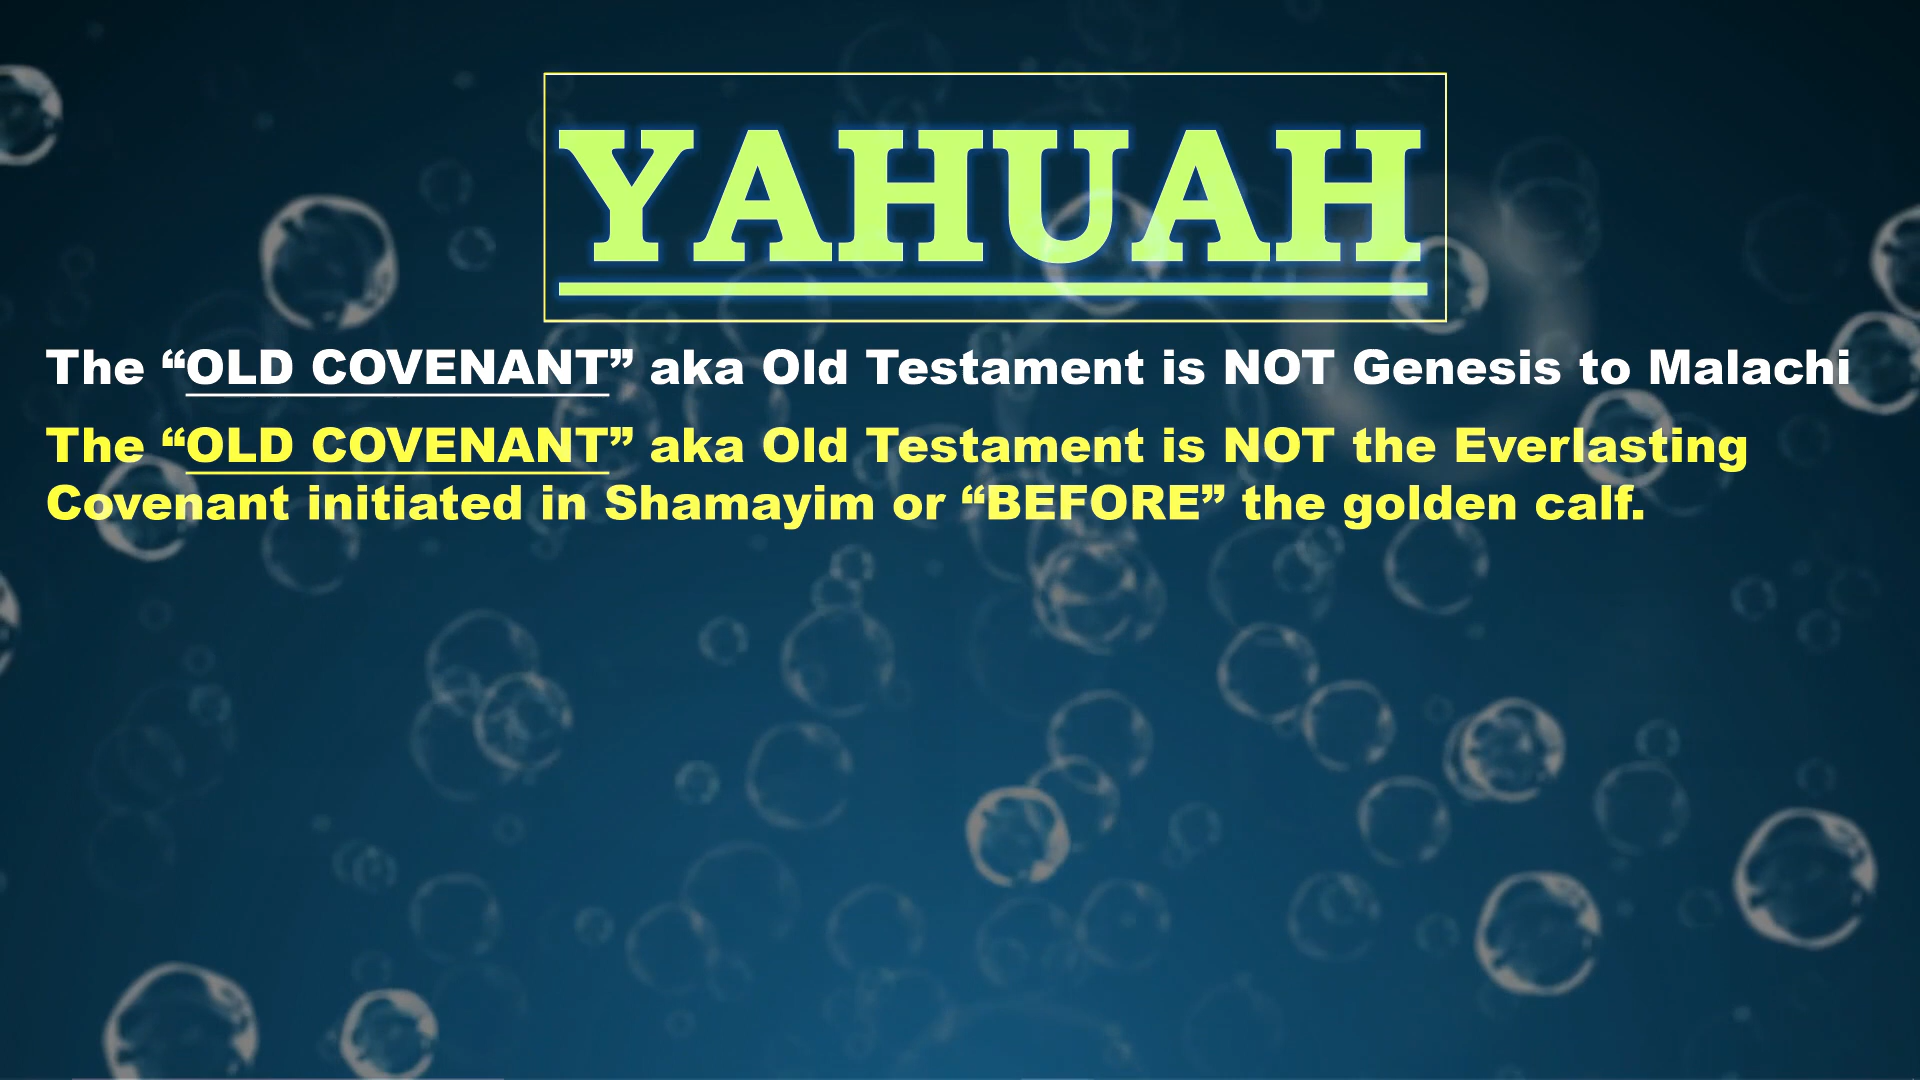 YAHUAH
The “OLD COVENANT” aka Old Testament is NOT Genesis to Malachi
The “OLD COVENANT” aka Old Testament is NOT the Everlasting
Covenant initiated in Shamayim or “BEFORE” the golden calf.